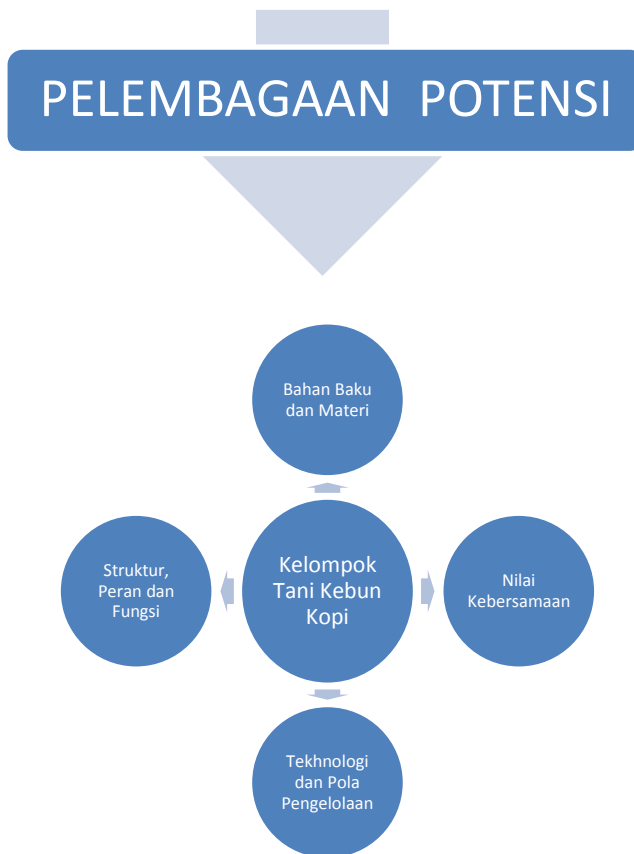 PELEMBAGAAN POTENSI
Bahan Baku
dan Materi
Struktur,
Peran dan
Fungsi
Kelompok
Tani Kebun
Kopi
Nilai
Kebersamaan
Tekhnologi
dan Pola
Pengelolaan